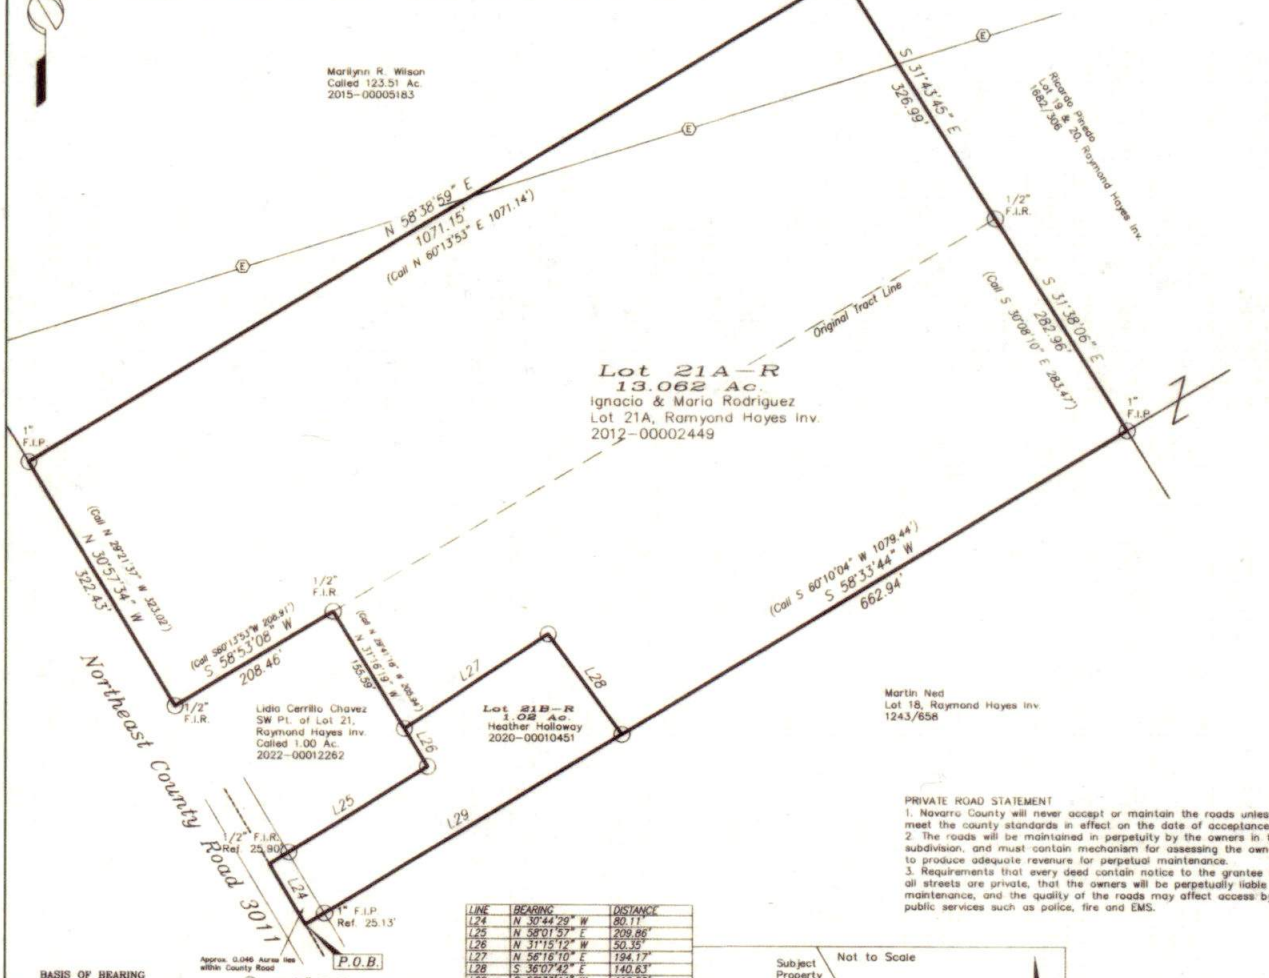 Marilynn R. Wilson
Called 123.51 Ac.
2015-00005183
E
E
E
S 31°43'45" E
326.99'
Ricardo Pinedo
Lot 19 & 20, Raymond Hayes Inv.
1682/306
N 58°38'59" E
1071.15'
(Call N 60°13'53" E 1071.14')
1/2"
F.I.R.
Original Tract Line
S 31°38'06" E
282.96'
(Call S 30°08'10" E 283.47')
Lot 21A-R
13.062 Ac.
Ignacio & Maria Rodriguez
Lot 21A, Ramyond Hayes Inv.
2012-00002449
1"
F.I.P.
1"
F.I.P.
(Call N 29°21'37" W 323.02')
N 30°57'34" W
322.43'
(Call S 60°10'04" W 1079.44')
S 58°33'44" W
662.94'
1/2"
F.I.R.
(Call S60°13'53"W 208.91')
S 58°53'08" W
208.46'
N 31°16'19" W
155.59'
L27
L28
1/2"
F.I.R.
Lidia Cerrillo Chavez
SW Pt. of Lot 21,
Raymond Hayes Inv.
Called 1.00 Ac.
2022-00012262
Lot 21B-R
1.02 Ac.
Heather Holloway
2020-00010451
L26
Martin Ned
Lot 18, Raymond Hayes Inv.
1243/658
Northeast County Road 3011
L25
L29
1/2" F.I.R.
Ref. 25.90'
L24
1" F.I.P.
Ref. 25.13'
P.O.B.
Approx. 0.046 Acres lies
within County Road
BASIS OF BEARING
PRIVATE ROAD STATEMENT
1. Navarro County will never accept or maintain the roads unless
meet the county standards in effect on the date of acceptance
2. The roads will be maintained in perpetuity by the owners in
subdivision, and must contain mechanism for assessing the own
to produce adequate revenure for perpetual maintenance.
3. Requirements that every deed contain notice to the grantee
all streets are private, that the owners will be perpetually liable
maintenance, and the quality of the roads may affect access by
public services such as police, fire and EMS.
LINE BEARING DISTANCE
L24 N 30°44'29" W 80.11'
L25 N 58°01'57" E 209.86'
L26 N 31°15'12" W 50.35'
L27 N 56°16'10" E 194.17'
L28 S 36°07'42" E 140.63'
Subject
Property
Not to Scale